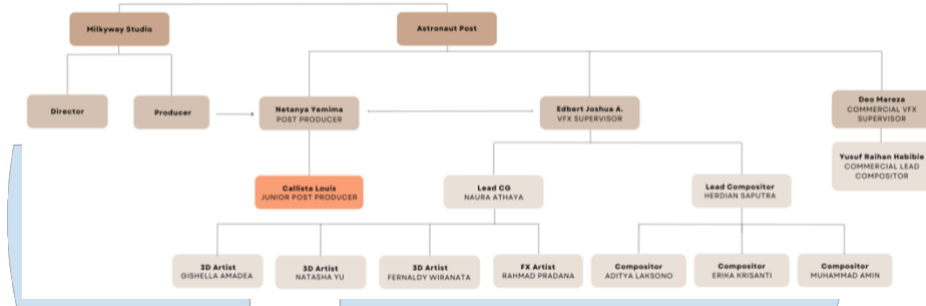 Milkyway Studio
Astronaut Post
Director
Producer
Netanya Yemima
POST PRODUCER
Edbert Joshua A.
VFX SUPERVISOR
Deo Mareza
COMMERCIAL VFX
SUPERVISOR
Yusuf Raihan Habibie
COMMERCIAL LEAD
COMPOSITOR
Callista Louis
JUNIOR POST PRODUCER
Lead CG
NAURA ATHAYA
Lead Compositor
HERDIAN SAPUTRA
3D Artist
GISHELLA AMADEA
3D Artist
NATASHA YU
3D Artist
FERNALDY WIRANATA
FX Artist
RAHMAD PRADANA
Compositor
ADITYA LAKSONO
Compositor
ERIKA KRISANTI
Compositor
MUHAMMAD AMIN